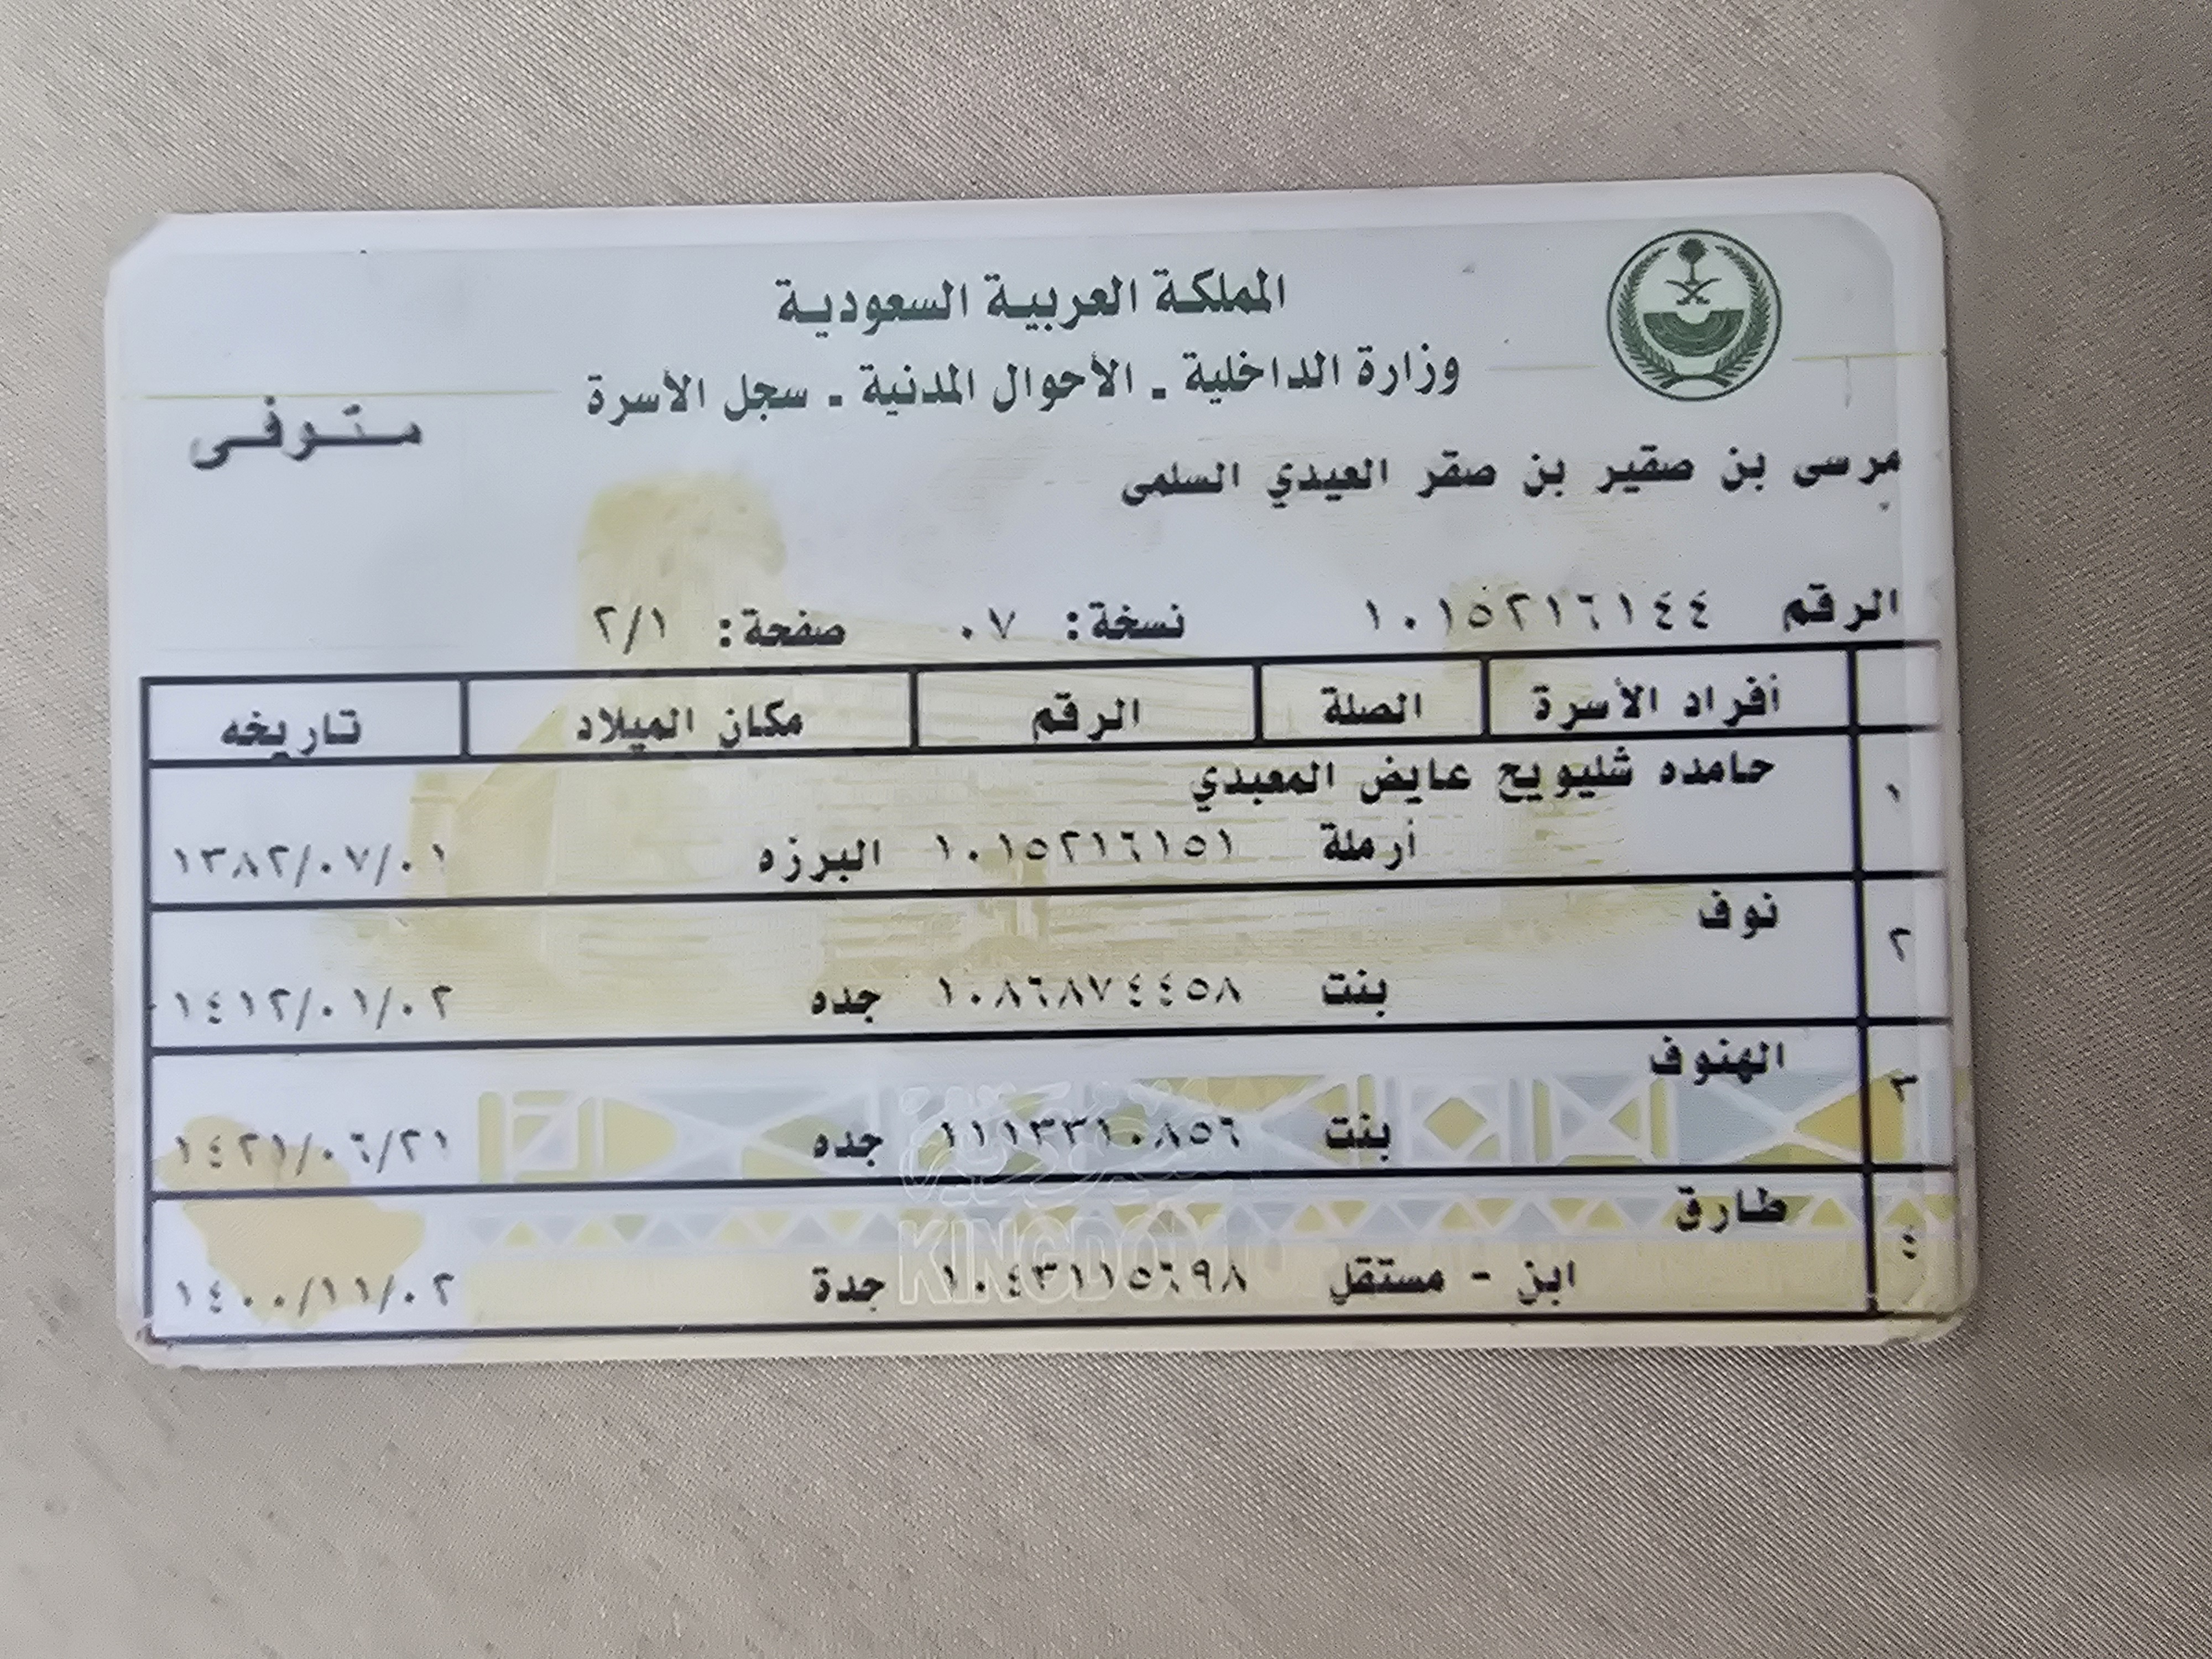 المملكة العربية السعودية
وزارة الداخلية - الأحوال المدنية - سجل الأسرة
متوفى
مرسى بن صقير بن صقر العيدي السلمى
الرقم ١٠١٥٢١٦١٤٤ نسخة: ٠٧ صفحة: ٢/١
أفراد الأسرة الصلة الرقم مكان الميلاد تاريخه
١ حامده شليويح عايض المعبدي
أرملة ١٠١٥٢١٦١٥١ البرزه ١٣٨٢/٠٧/٠١
٢ نوف
بنت ١٠٨٦٨٧٤٤٥٨ جده ١٤١٢/٠١/٠٢
٣ الهنوف
بنت ١١١٣٣١٠٨٥٦ جده ١٤٢١/٠٦/٢١
٤ طارق
ابن - مستقل ١٠٤٣١١٥٦٩٨ جدة ١٤٠٠/١١/٠٢
KINGDOM O